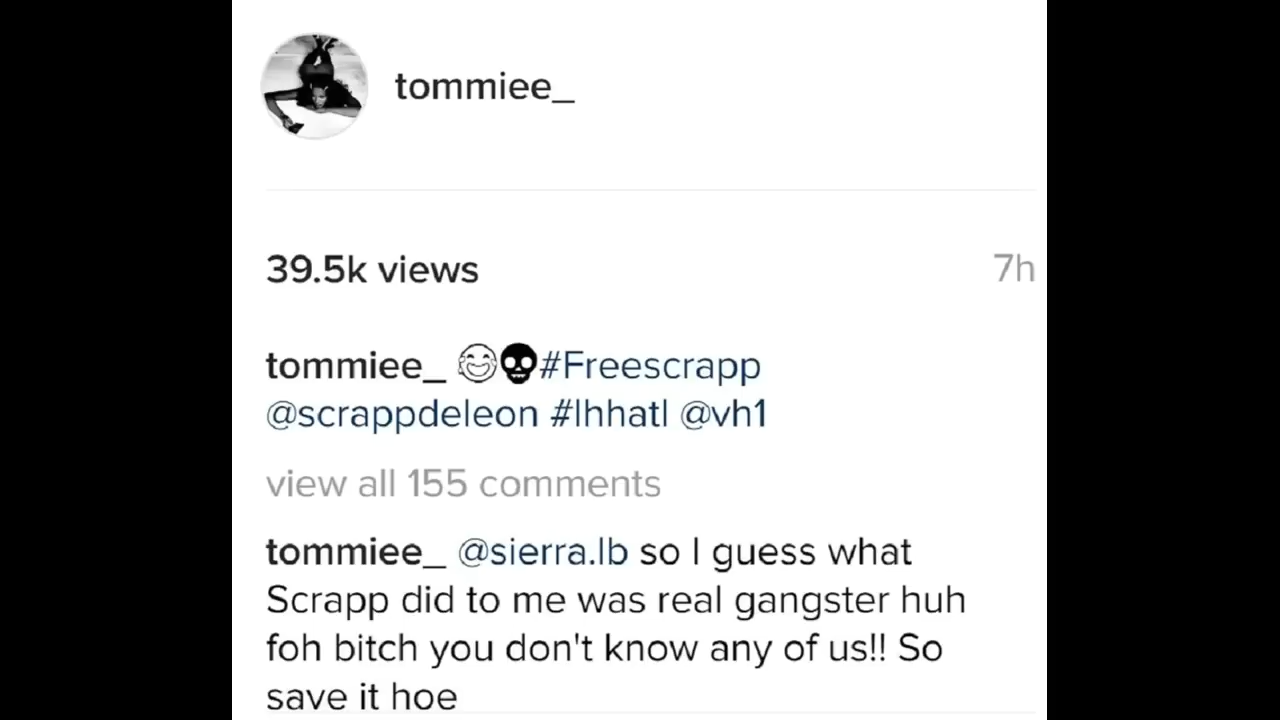 tommiee_
39.5k views
7h
tommiee_ 😂💀#Freescrapp
@scrappdeleon #lhhatl @vh1
view all 155 comments
tommiee_ @sierra.lb so I guess what
Scrapp did to me was real gangster huh
foh bitch you don't know any of us!! So
save it hoe